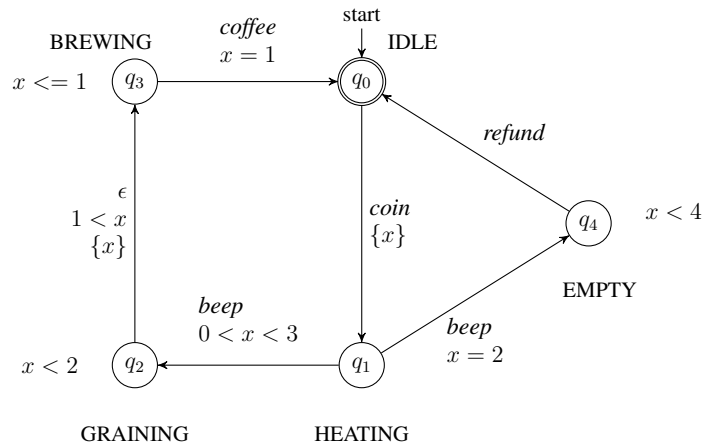 start
BREWING
coffee
x = 1
IDLE
x <= 1
q3
q0
refund
ϵ
1 < x
{x}
coin
{x}
q4
x < 4
EMPTY
beep
0 < x < 3
beep
x = 2
x < 2
q2
q1
GRAINING
HEATING